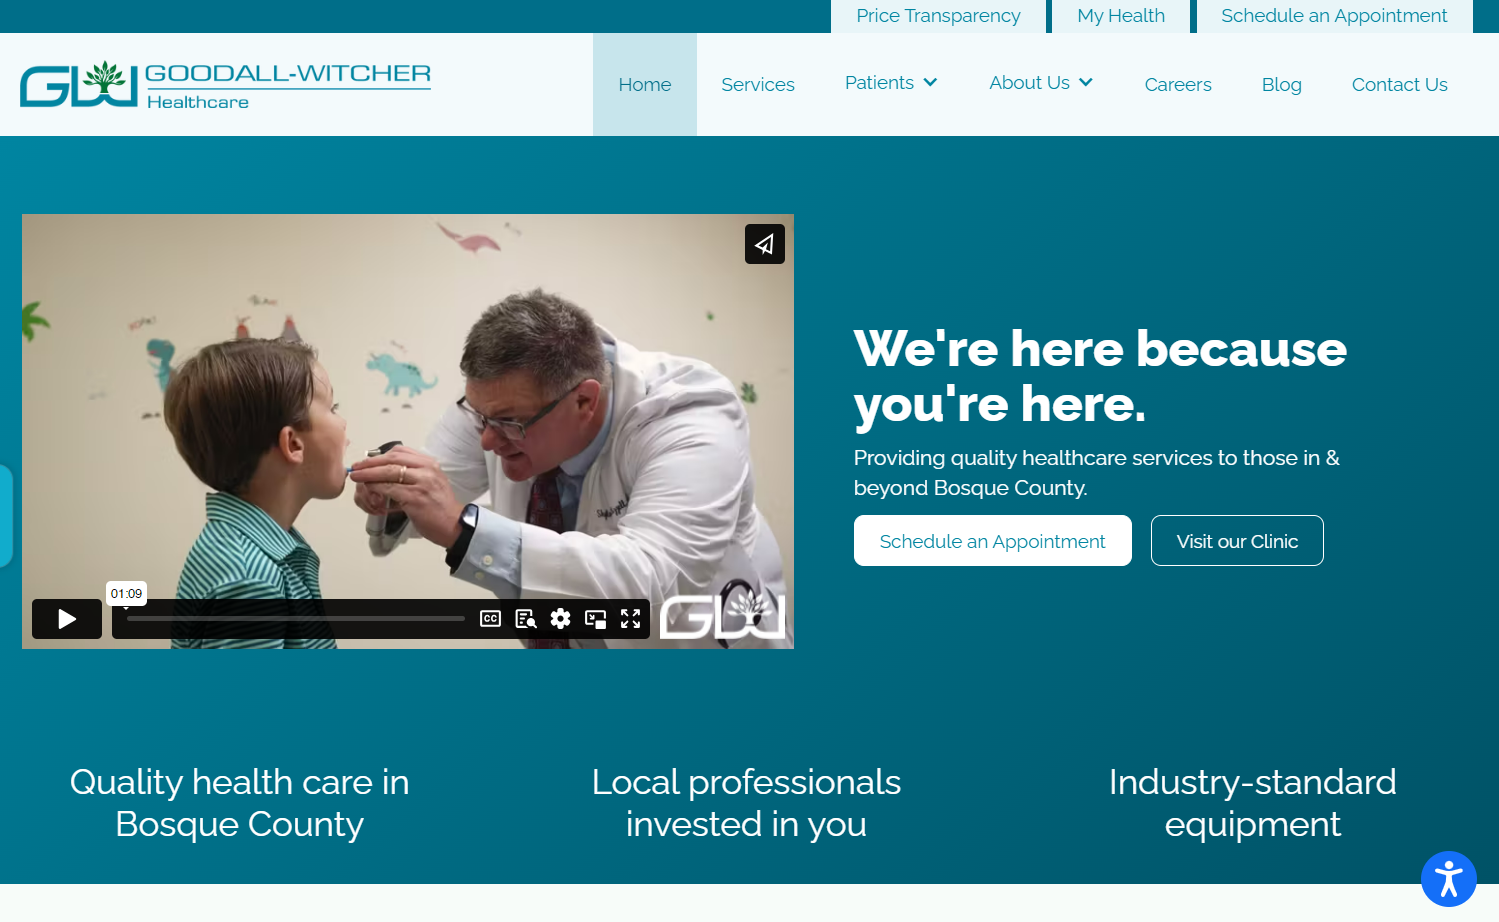 Price Transparency
My Health
Schedule an Appointment
GW GOODALL-WITCHER
Healthcare
Home
Services
Patients
About Us
Careers
Blog
Contact Us
We're here because
you're here.
Providing quality healthcare services to those in &
beyond Bosque County.
Schedule an Appointment
Visit our Clinic
01:09
CC
GW
Quality health care in
Bosque County
Local professionals
invested in you
Industry-standard
equipment